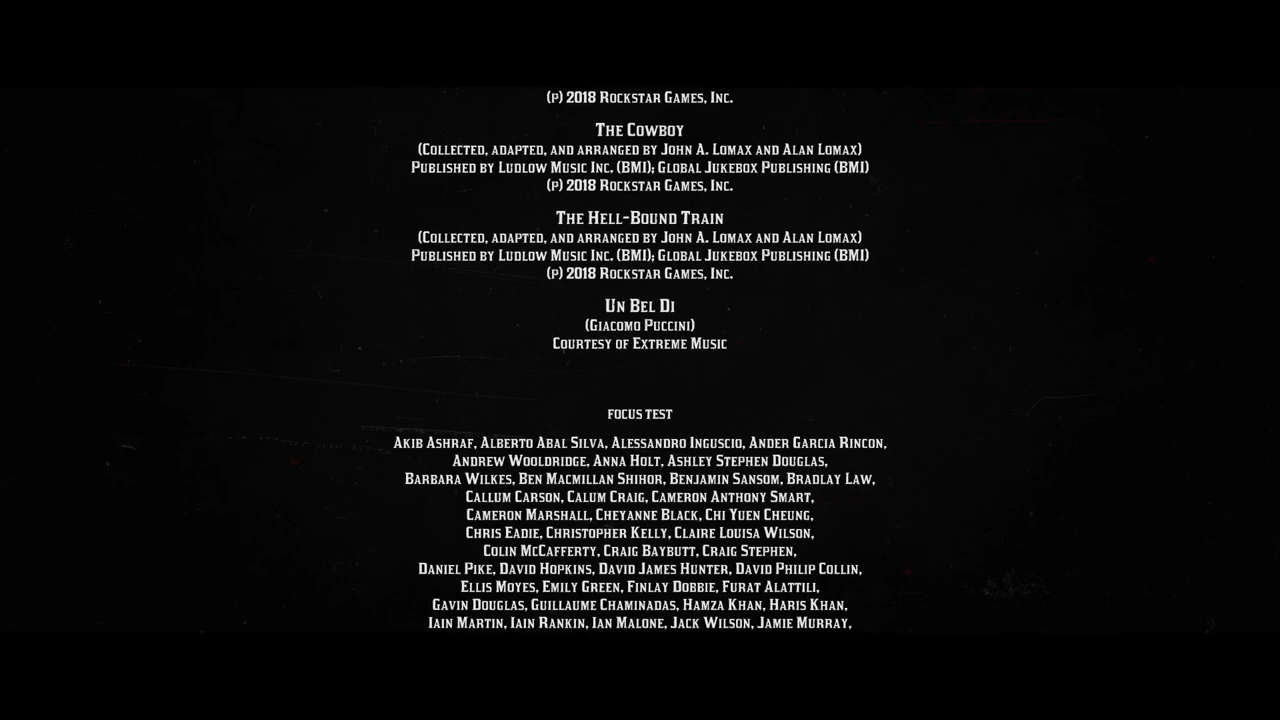 (P) 2018 Rockstar Games, Inc.
The Cowboy
(Collected, adapted, and arranged by John A. Lomax and Alan Lomax)
Published by Ludlow Music Inc. (BMI); Global Jukebox Publishing (BMI)
(P) 2018 Rockstar Games, Inc.
The Hell-Bound Train
(Collected, adapted, and arranged by John A. Lomax and Alan Lomax)
Published by Ludlow Music Inc. (BMI); Global Jukebox Publishing (BMI)
(P) 2018 Rockstar Games, Inc.
Un Bel Di
(Giacomo Puccini)
Courtesy of Extreme Music
FOCUS TEST
Akib Ashraf, Alberto Abal Silva, Alessandro Inguscio, Ander Garcia Rincon,
Andrew Wooldridge, Anna Holt, Ashley Stephen Douglas,
Barbara Wilkes, Ben Macmillan Shihor, Benjamin Sansom, Bradlay Law,
Callum Carson, Calum Craig, Cameron Anthony Smart,
Cameron Marshall, Cheyanne Black, Chi Yuen Cheung,
Chris Eadie, Christopher Kelly, Claire Louisa Wilson,
Colin McCafferty, Craig Baybutt, Craig Stephen,
Daniel Pike, David Hopkins, David James Hunter, David Philip Collin,
Ellis Moyes, Emily Green, Finlay Dobbie, Furat Alattili,
Gavin Douglas, Guillaume Chaminadas, Hamza Khan, Haris Khan,
Iain Martin, Iain Rankin, Ian Malone, Jack Wilson, Jamie Murray,